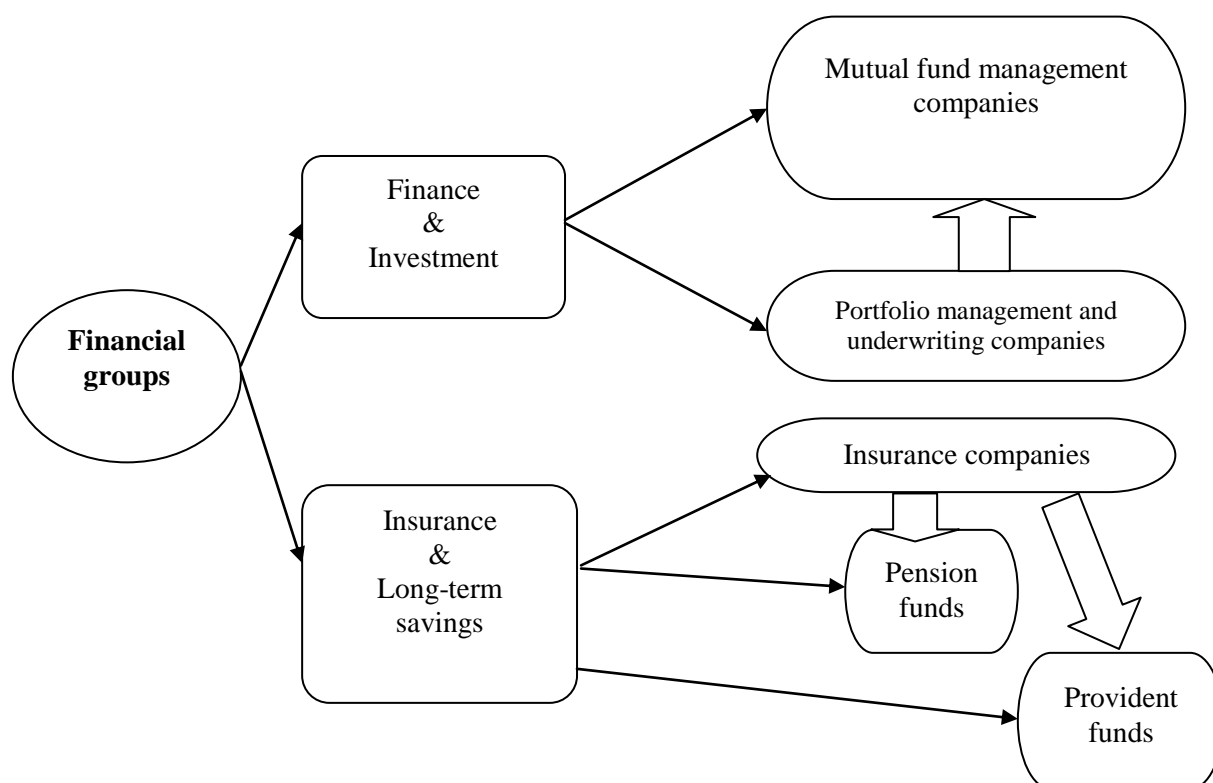 Mutual fund management
companies
Finance
&
Investment
Portfolio management and
underwriting companies
Financial
groups
Insurance companies
Insurance
&
Long-term
savings
Pension
funds
Provident
funds